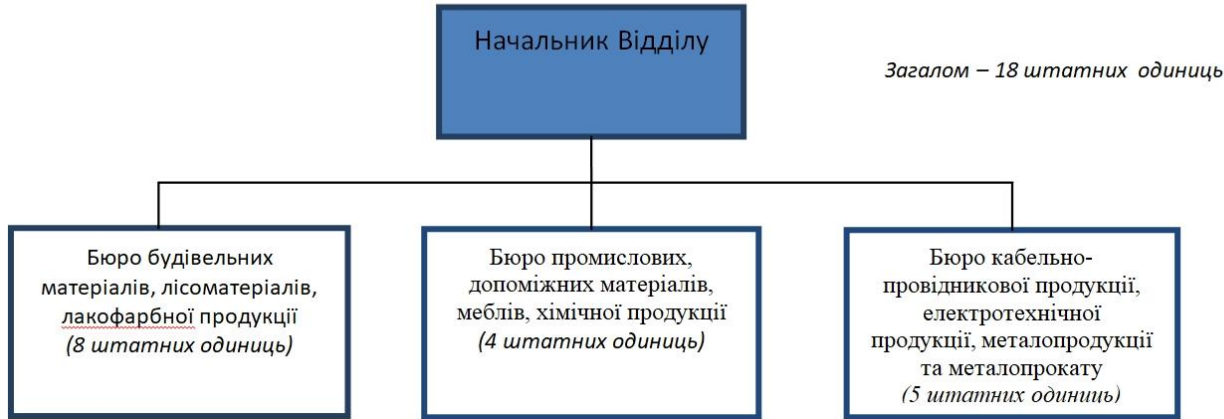 Начальник Відділу
Загалом – 18 штатних одиниць
Бюро будівельних
матеріалів, лісоматеріалів,
лакофарбної продукції
(8 штатних одиниць)
Бюро промислових,
допоміжних матеріалів,
меблів, хімічної продукції
(4 штатних одиниць)
Бюро кабельно-
провідникової продукції,
електротехнічної
продукції, металопродукції
та металопрокату
(5 штатних одиниць)